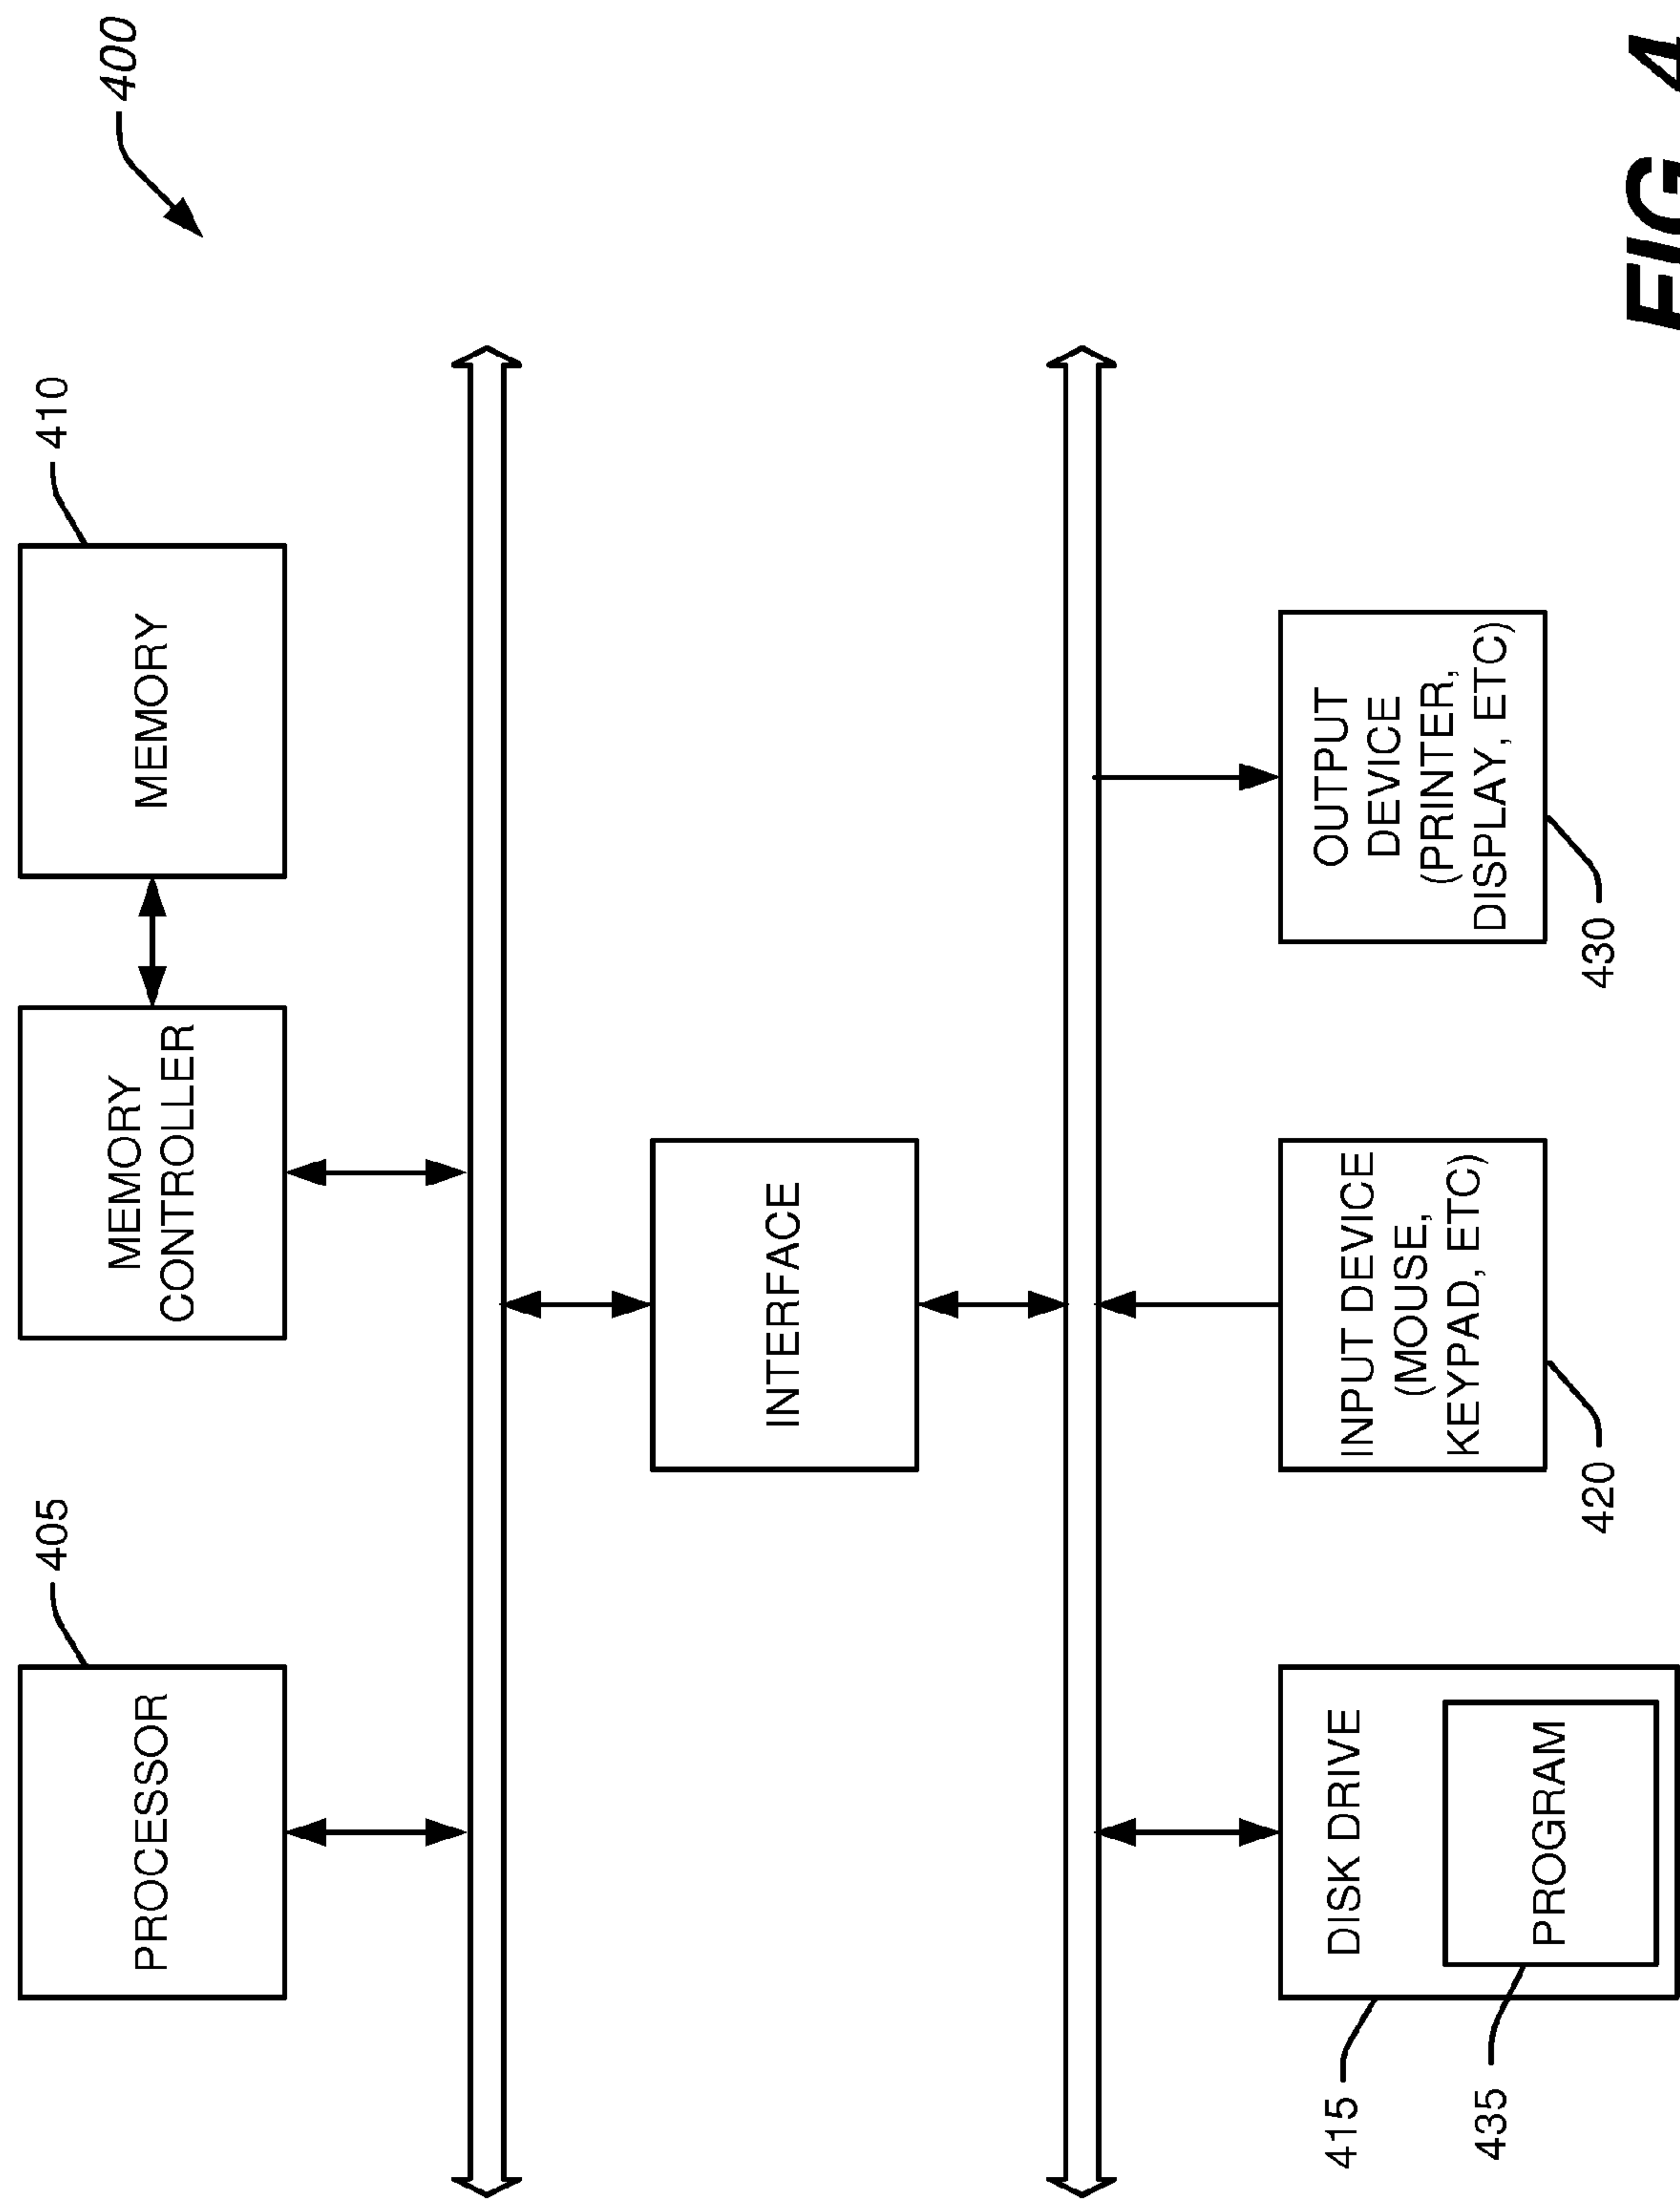 400
405
410
PROCESSOR
MEMORY
CONTROLLER
MEMORY
INTERFACE
DISK DRIVE
PROGRAM
INPUT DEVICE
(MOUSE,
KEYPAD, ETC)
OUTPUT
DEVICE
(PRINTER,
DISPLAY, ETC)
415
435
420
430
FIG 4